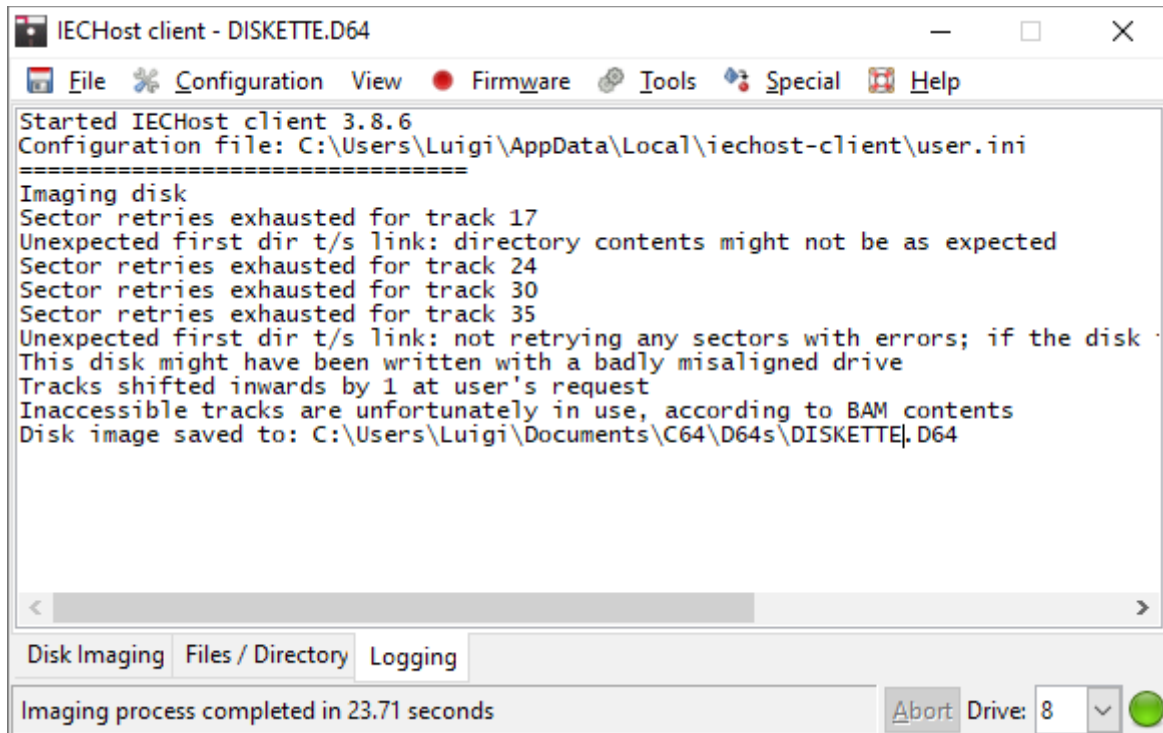 IECHost client - DISKETTE.D64
File Configuration View Firmware Tools Special Help
Started IECHost client 3.8.6
Configuration file: C:\Users\Luigi\AppData\Local\iechost-client\user.ini
================================
Imaging disk
Sector retries exhausted for track 17
Unexpected first dir t/s link: directory contents might not be as expected
Sector retries exhausted for track 24
Sector retries exhausted for track 30
Sector retries exhausted for track 35
Unexpected first dir t/s link: not retrying any sectors with errors; if the disk
This disk might have been written with a badly misaligned drive
Tracks shifted inwards by 1 at user's request
Inaccessible tracks are unfortunately in use, according to BAM contents
Disk image saved to: C:\Users\Luigi\Documents\C64\D64s\DISKETTE.D64
Disk Imaging Files / Directory Logging
Imaging process completed in 23.71 seconds Abort Drive: 8